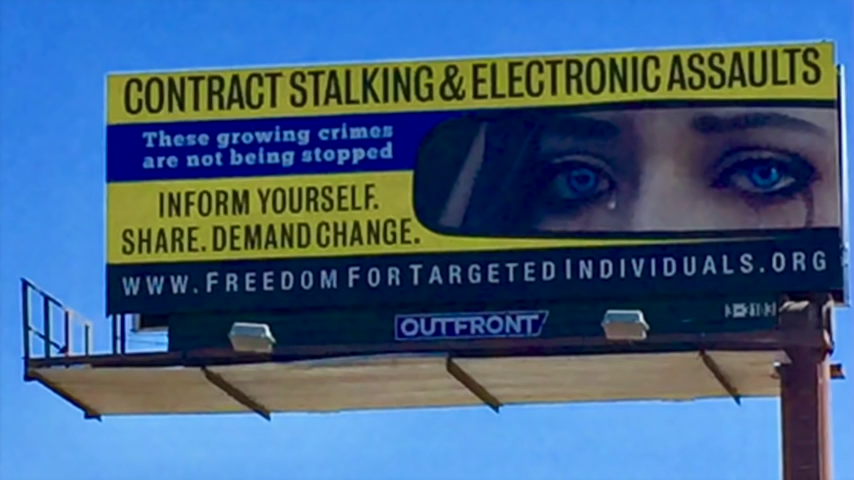 CONTRACT STALKING & ELECTRONIC ASSAULTS
These growing crimes
are not being stopped
INFORM YOURSELF.
SHARE. DEMAND CHANGE.
WWW.FREEDOMFORTARGETEDINDIVIDUALS.ORG
OUTFRONT